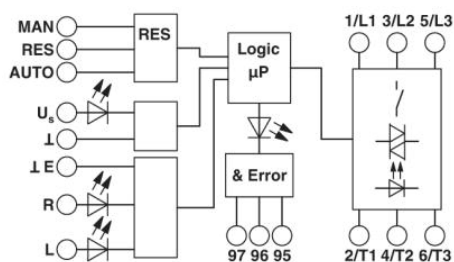 MAN
RES
AUTO
Us
⊥
⊥ E
R
L
RES
Logic
µP
& Error
97 96 95
1/L1 3/L2 5/L3
2/T1 4/T2 6/T3